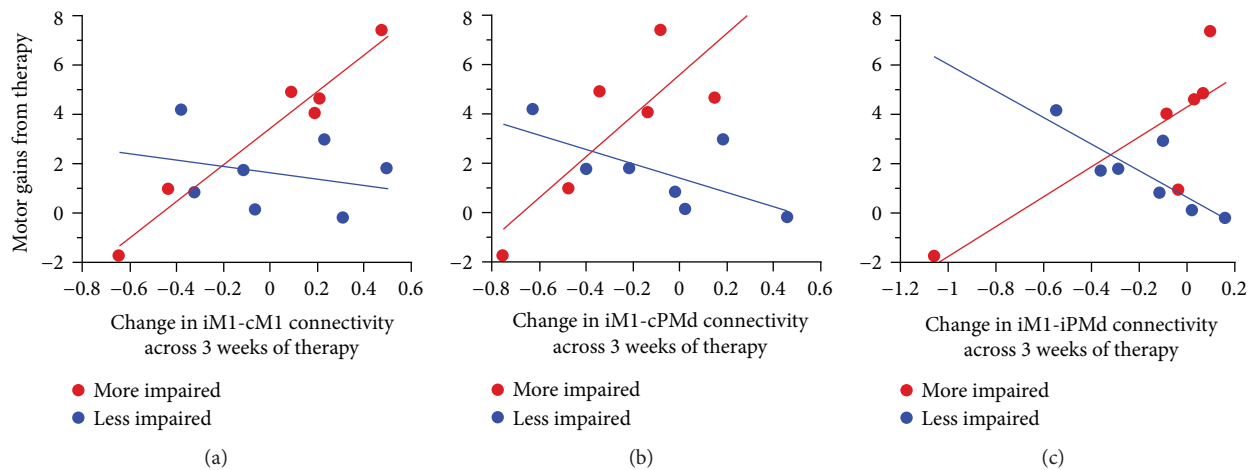 Motor gains from therapy
8
6
4
2
0
−2
−0.8 −0.6 −0.4 −0.2 0 0.2 0.4 0.6
Change in iM1-cM1 connectivity
across 3 weeks of therapy
More impaired
Less impaired
(a)
8
6
4
2
0
−2
−0.8 −0.6 −0.4 −0.2 0 0.2 0.4 0.6
Change in iM1-cPMd connectivity
across 3 weeks of therapy
More impaired
Less impaired
(b)
8
6
4
2
0
−2
−1.2 −1 −0.8 −0.6 −0.4 −0.2 0 0.2
Change in iM1-iPMd connectivity
across 3 weeks of therapy
More impaired
Less impaired
(c)